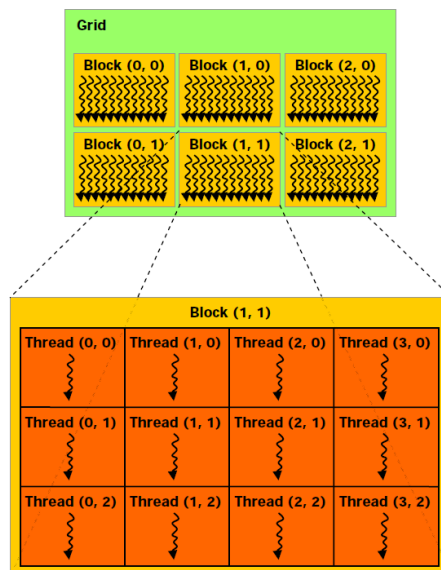 Grid
Block (0, 0) Block (1, 0) Block (2, 0)
Block (0, 1) Block (1, 1) Block (2, 1)
Block (1, 1)
Thread (0, 0) Thread (1, 0) Thread (2, 0) Thread (3, 0)
Thread (0, 1) Thread (1, 1) Thread (2, 1) Thread (3, 1)
Thread (0, 2) Thread (1, 2) Thread (2, 2) Thread (3, 2)